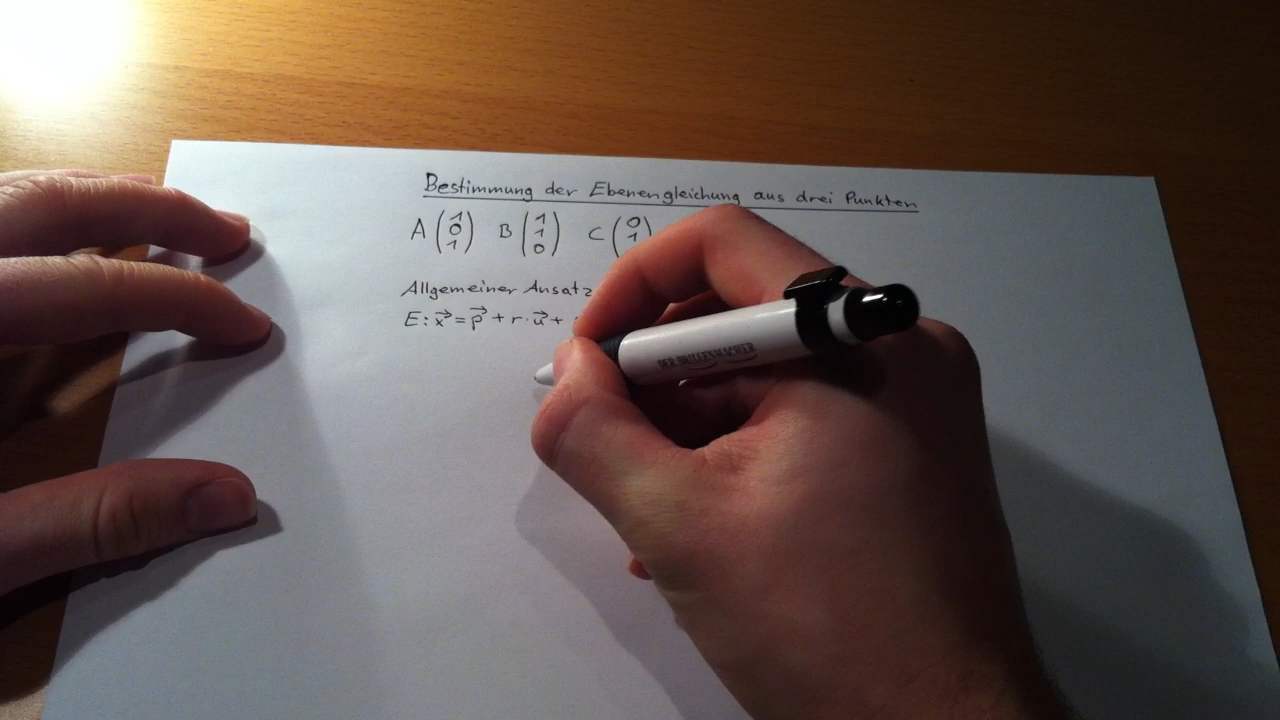 Bestimmung der Ebenengleichung aus drei Punkten
A (1 0 1) B (1 1 0) C (0 1
Allgemeiner Ansatz
E: x⃗ = p⃗ + r · u⃗ +